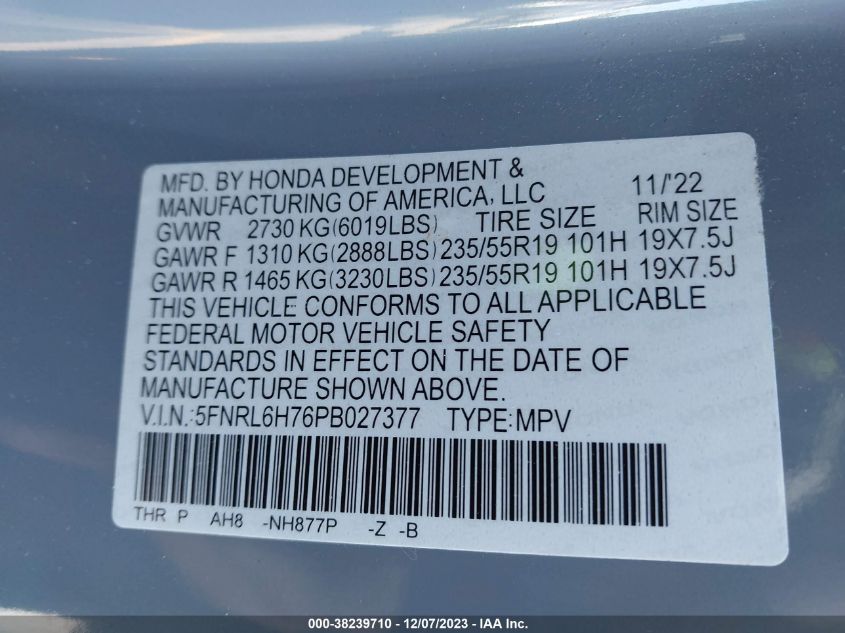 MFD. BY HONDA DEVELOPMENT &
MANUFACTURING OF AMERICA, LLC 11/'22
GVWR 2730 KG(6019LBS) TIRE SIZE RIM SIZE
GAWR F 1310 KG(2888LBS) 235/55R19 101H 19X7.5J
GAWR R 1465 KG(3230LBS) 235/55R19 101H 19X7.5J
THIS VEHICLE CONFORMS TO ALL APPLICABLE
FEDERAL MOTOR VEHICLE SAFETY
STANDARDS IN EFFECT ON THE DATE OF
MANUFACTURE SHOWN ABOVE.
V.I.N.:5FNRL6H76PB027377 TYPE:MPV
THR P AH8 -NH877P -Z -B
000-38239710 - 12/07/2023 - IAA Inc.